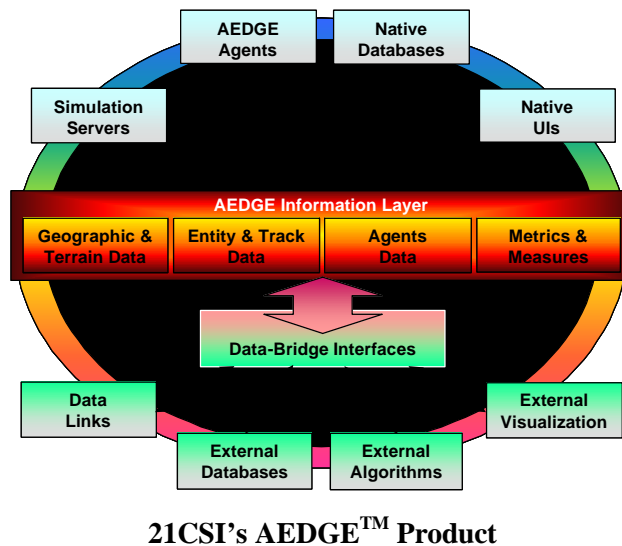 AEDGE
Agents
Native
Databases
Simulation
Servers
Native
UIs
AEDGE Information Layer
Geographic &
Terrain Data
Entity & Track
Data
Agents
Data
Metrics &
Measures
Data-Bridge Interfaces
Data
Links
External
Visualization
External
Databases
External
Algorithms
21CSI's AEDGE™ Product